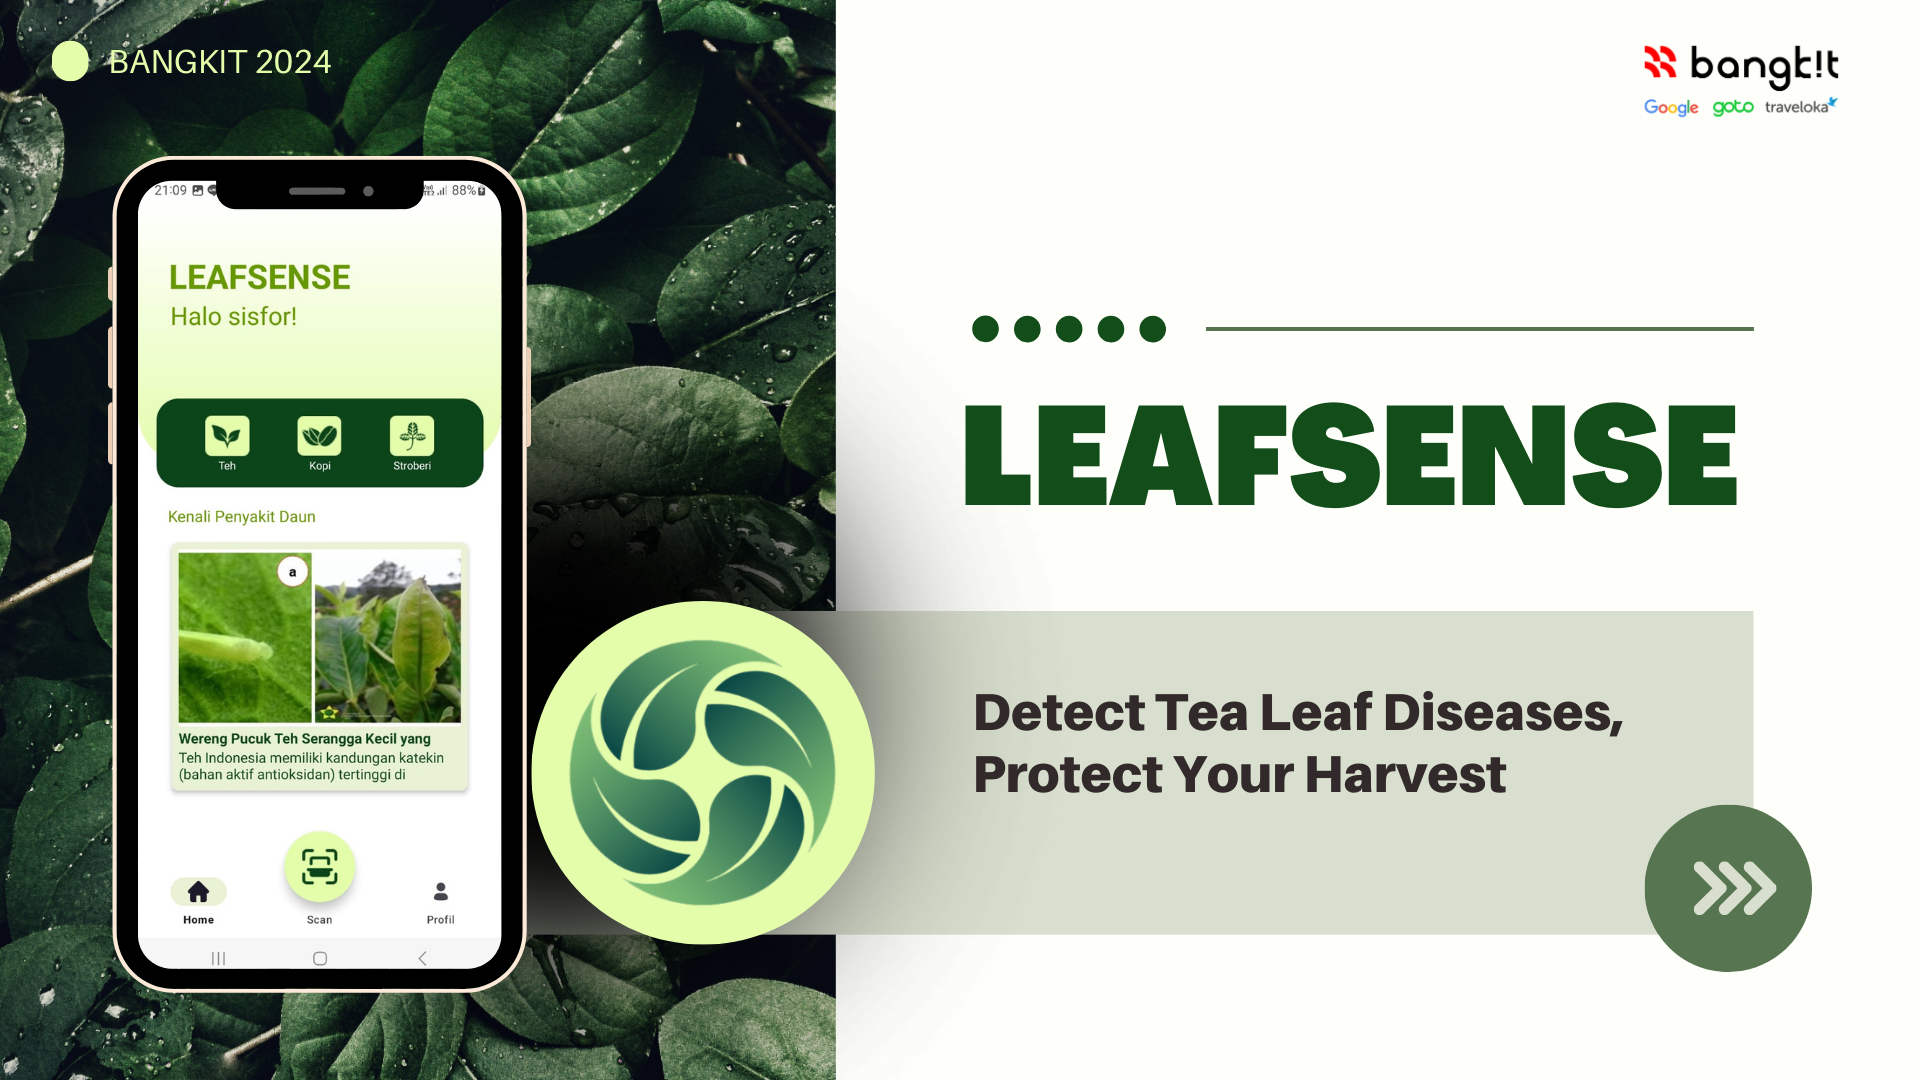 BANGKIT 2024
bangk!t
Google goto traveloka
21:09 88%
LEAFSENSE
Halo sisfor!
Teh Kopi Stroberi
Kenali Penyakit Daun
a
Wereng Pucuk Teh Serangga Kecil yang
Teh Indonesia memiliki kandungan katekin
(bahan aktif antioksidan) tertinggi di
Home Scan Profil
LEAFSENSE
Detect Tea Leaf Diseases,
Protect Your Harvest